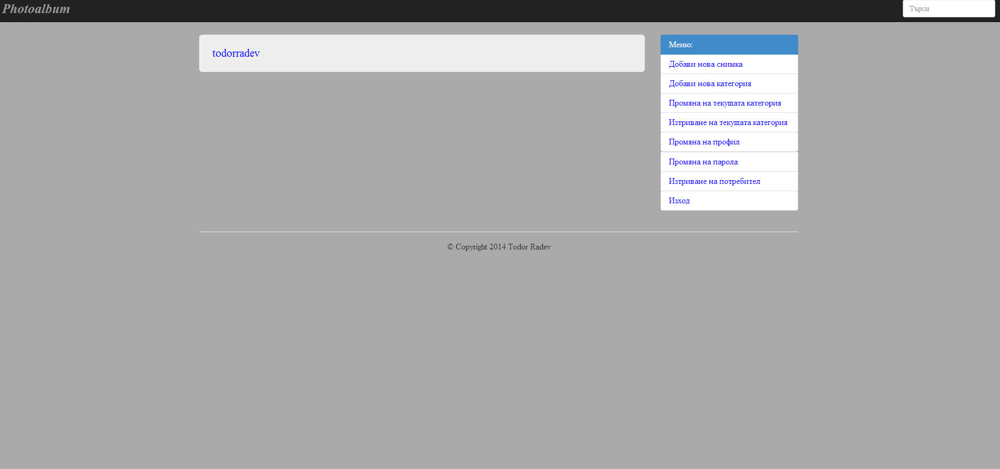 Photoalbum
Търси
todorradev
Меню:
Добави нова снимка
Добави нова категория
Промяна на текущата категория
Изтриване на текущата категория
Промяна на профил
Промяна на парола
Изтриване на потребител
Изход
© Copyright 2014 Todor Radev